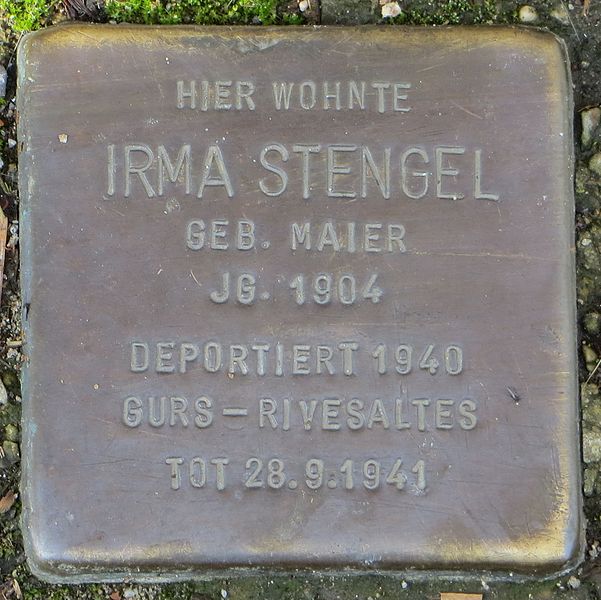 HIER WOHNTE
IRMA STENGEL
GEB. MAIER
JG. 1904
DEPORTIERT 1940
GURS – RIVESALTES
TOT 28.9.1941